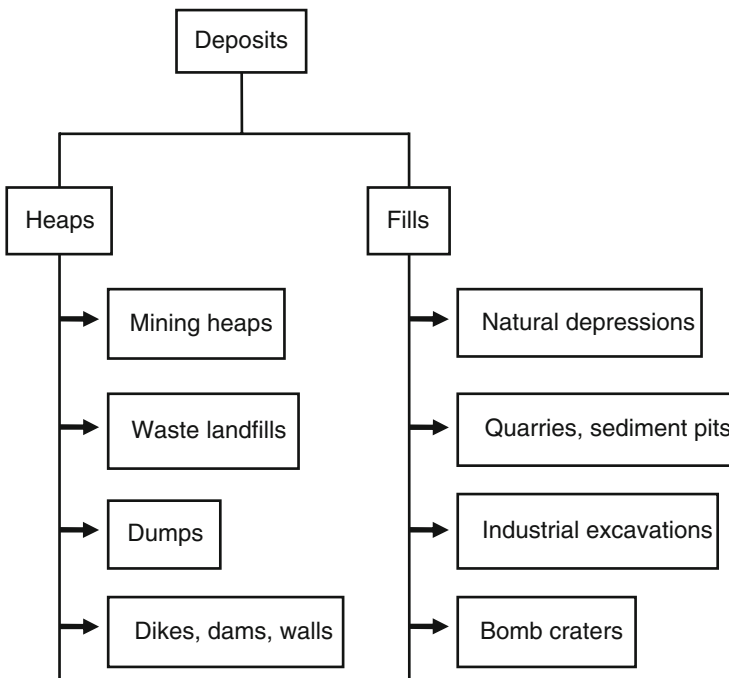 Deposits
Heaps
Fills
Mining heaps
Natural depressions
Waste landfills
Quarries, sediment pits
Dumps
Industrial excavations
Dikes, dams, walls
Bomb craters